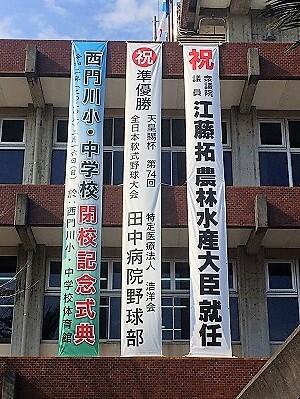 祝
衆議院
議員
江藤拓農林水産大臣就任
祝
準優勝
天皇賜杯 第74回
全日本軟式野球大会
特定医療法人 浩洋会
田中病院野球部
西門川小・中学校閉校記念式典
於、西門川小・中学校体育館